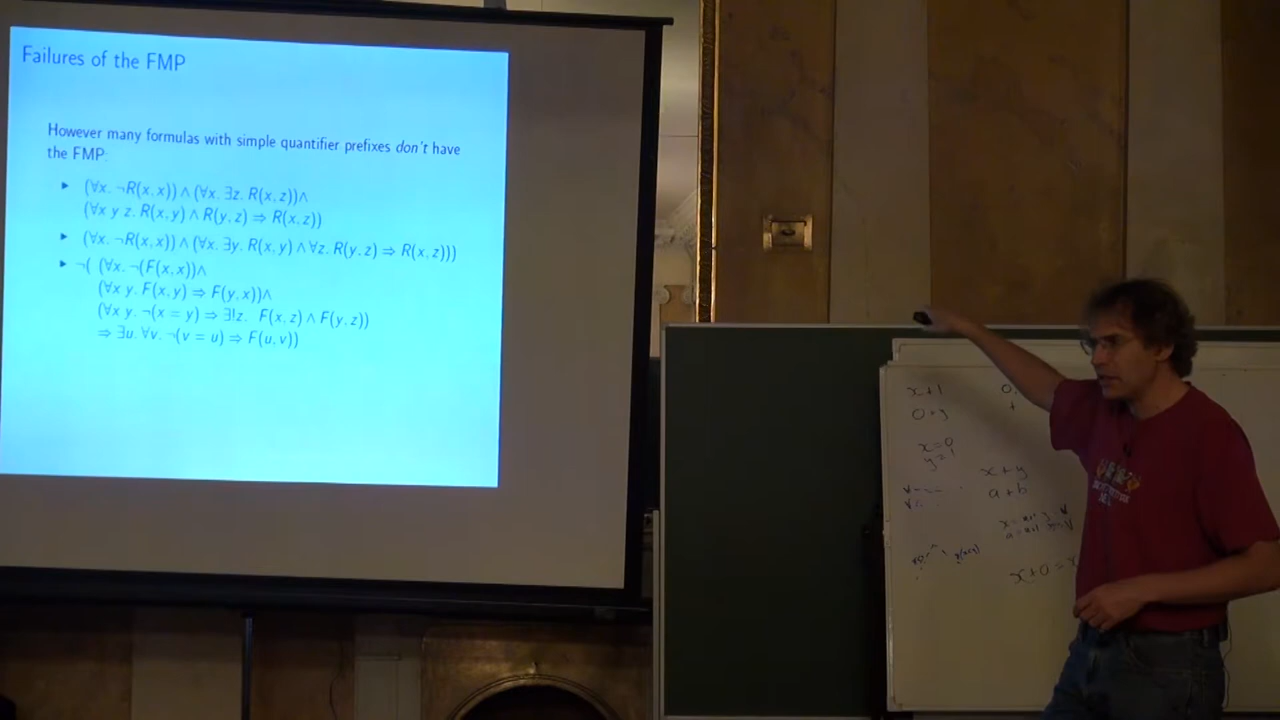 Failures of the FMP
However many formulas with simple quantifier prefixes don't have
the FMP:
(∀x. ¬R(x, x)) ∧ (∀x. ∃z. R(x, z))∧
(∀x y z. R(x, y) ∧ R(y, z) ⇒ R(x, z))
(∀x. ¬R(x, x)) ∧ (∀x. ∃y. R(x, y) ∧ ∀z. R(y, z) ⇒ R(x, z)))
¬( (∀x. ¬(F(x, x))∧
(∀x y. F(x, y) ⇒ F(y, x))∧
(∀x y. ¬(x = y) ⇒ ∃!z. F(x, z) ∧ F(y, z))
⇒ ∃u. ∀v. ¬(v = u) ⇒ F(u, v))
x+1
0+y
x=0
y=1
x+y
a+b
x+0=x